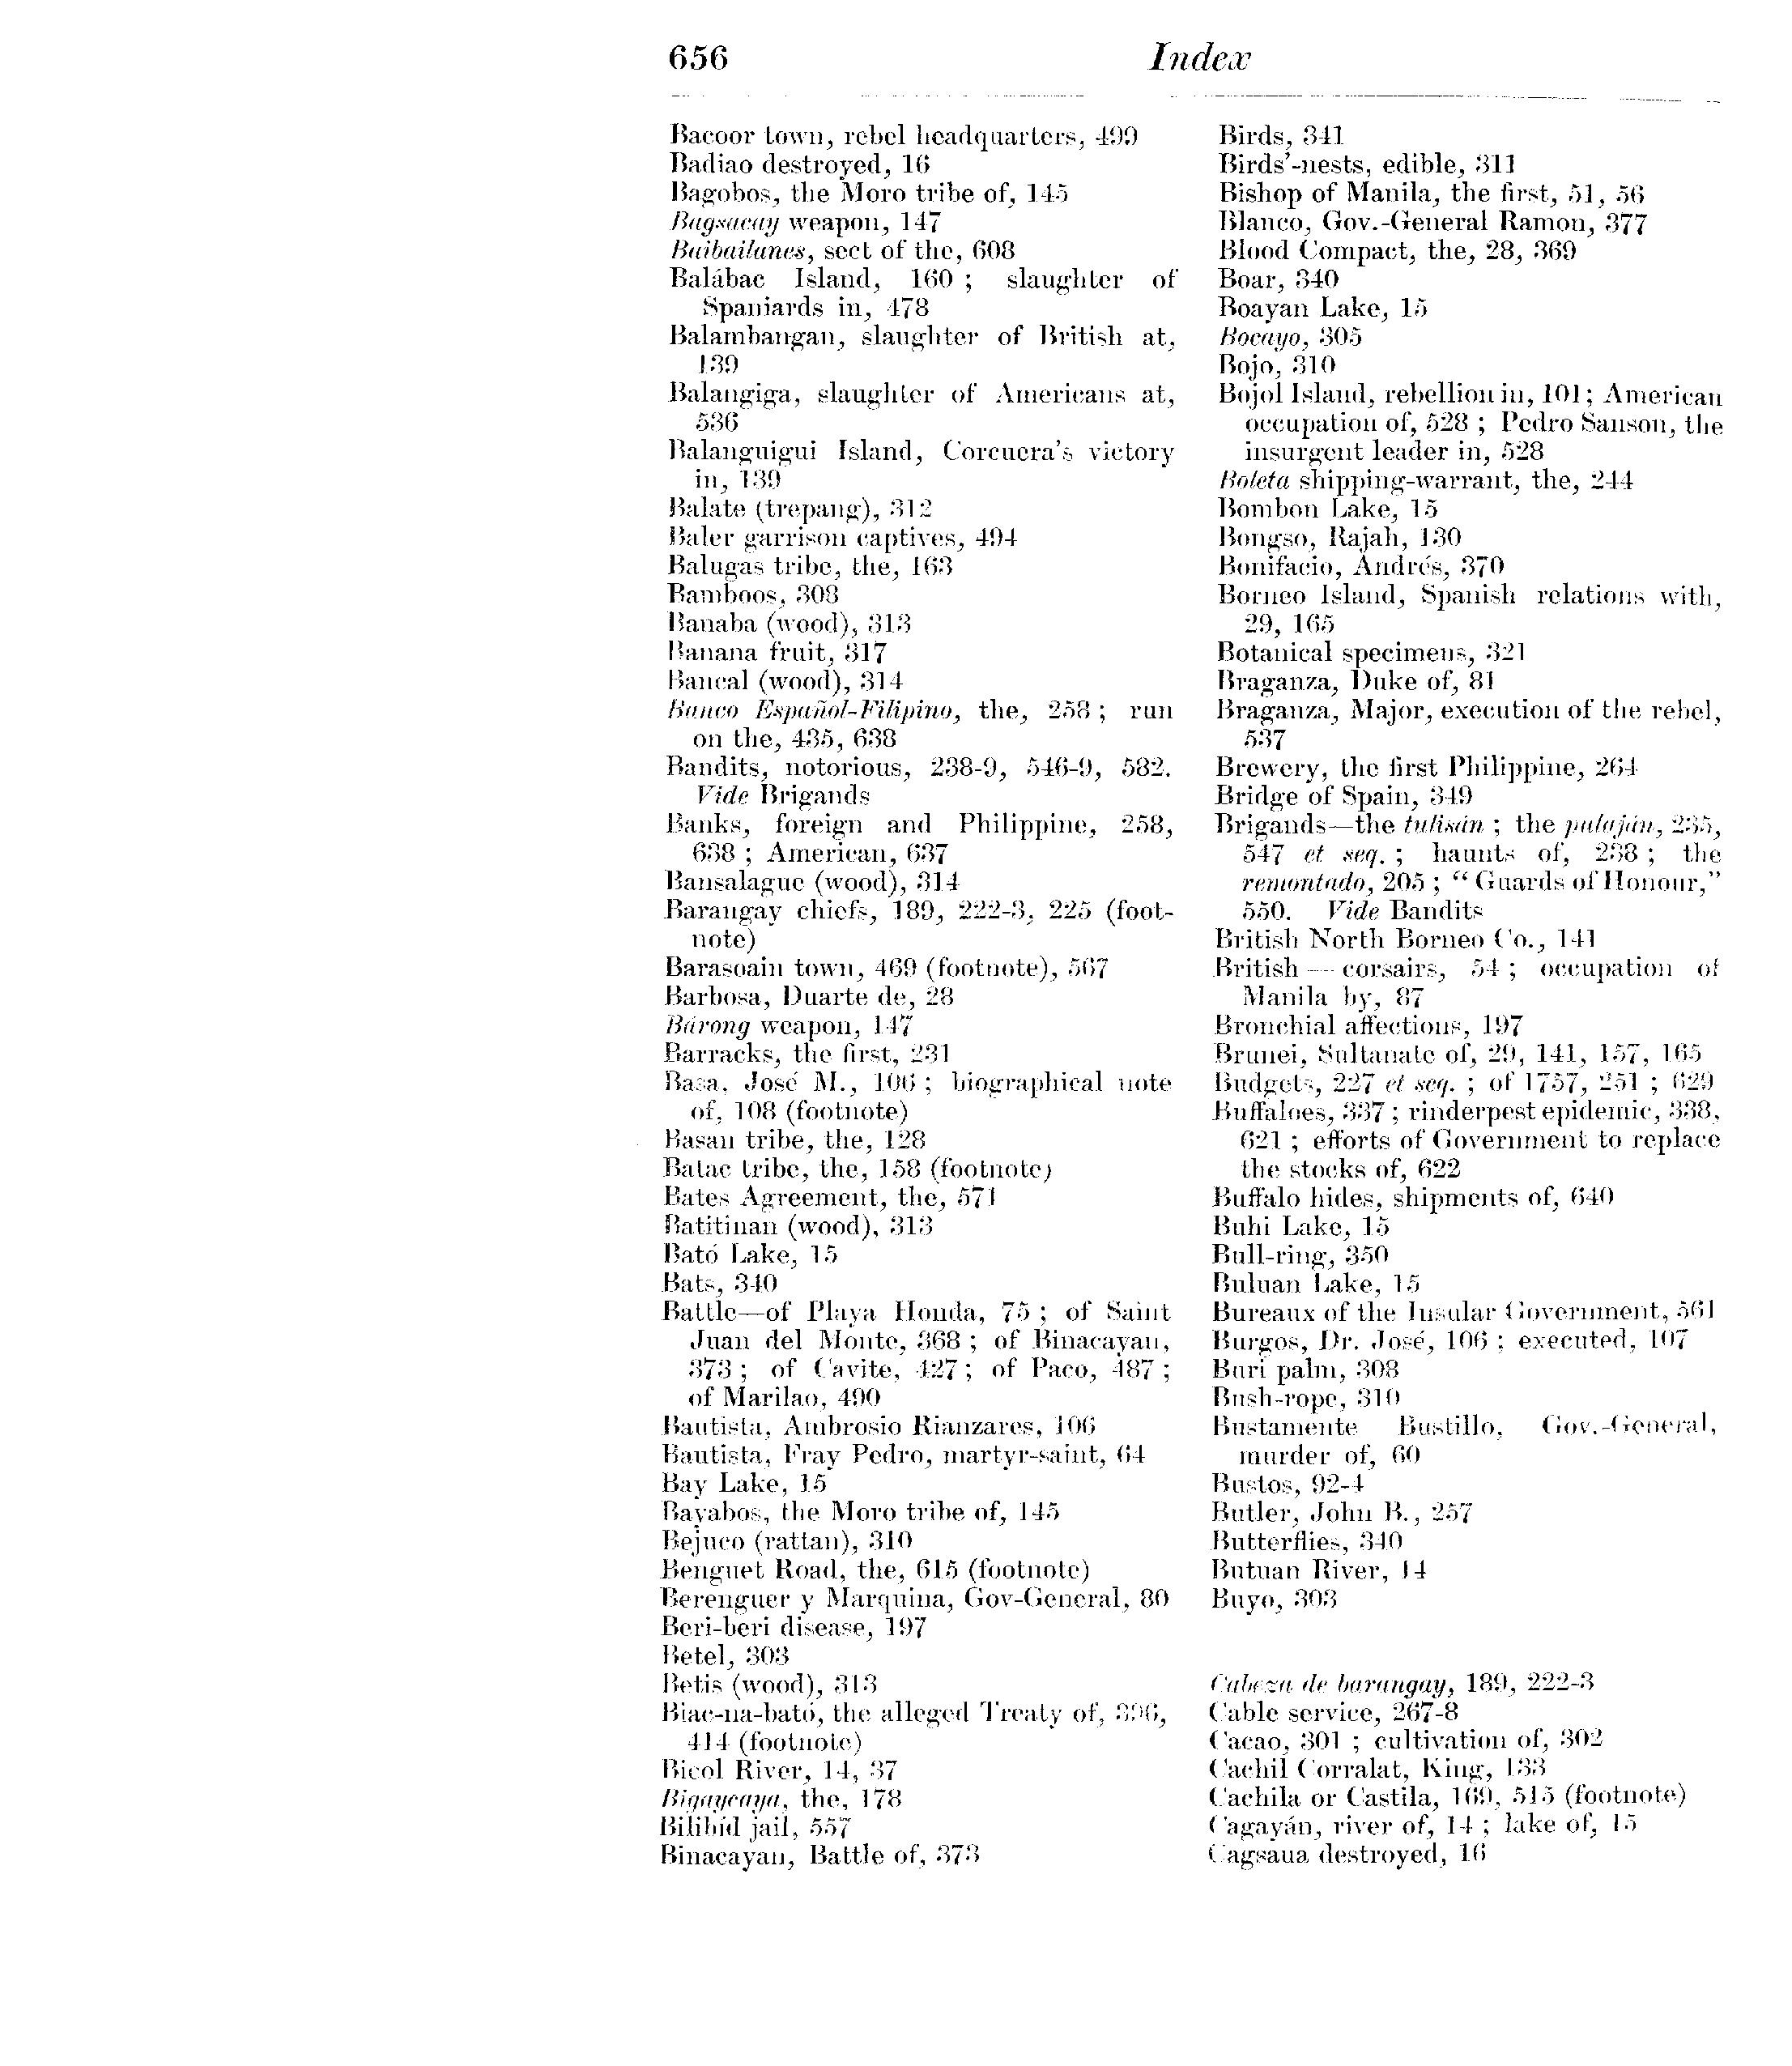 656 Index
Bacoor town, rebel headquarters, 499
Badiao destroyed, 16
Bagobos, the Moro tribe of, 145
Bagsacay weapon, 147
Baibailanes, sect of the, 608
Balábac Island, 160 ; slaughter of
Spaniards in, 478
Balambangan, slaughter of British at,
139
Balangiga, slaughter of Americans at,
536
Balanguigui Island, Corcuera's victory
in, 139
Balate (trepang), 312
Baler garrison captives, 494
Balugas tribe, the, 163
Bamboos, 308
Banaba (wood), 313
Banana fruit, 317
Bancal (wood), 314
Banco Español-Filipino, the, 258 ; run
on the, 435, 638
Bandits, notorious, 238-9, 546-9, 582.
Vide Brigands
Banks, foreign and Philippine, 258,
638 ; American, 637
Bansalague (wood), 314
Barangay chiefs, 189, 222-3, 225 (foot-
note)
Barasoain town, 469 (footnote), 567
Barbosa, Duarte de, 28
Bárong weapon, 147
Barracks, the first, 231
Basa, José M., 106 ; biographical note
of, 108 (footnote)
Basan tribe, the, 128
Batac tribe, the, 158 (footnote)
Bates Agreement, the, 571
Batitinan (wood), 313
Bató Lake, 15
Bats, 340
Battle—of Playa Honda, 75 ; of Saint
Juan del Monte, 368 ; of Binacayan,
373 ; of Cavite, 427 ; of Paco, 487 ;
of Marilao, 490
Bautista, Ambrosio Rianzares, 106
Bautista, Fray Pedro, martyr-saint, 64
Bay Lake, 15
Bayabos, the Moro tribe of, 145
Bejuco (rattan), 310
Benguet Road, the, 615 (footnote)
Berenguer y Marquina, Gov-General, 80
Beri-beri disease, 197
Betel, 303
Betis (wood), 313
Biac-na-bató, the alleged Treaty of, 396,
414 (footnote)
Bicol River, 14, 37
Bigaycaya, the, 178
Bilibid jail, 557
Binacayan, Battle of, 373
Birds, 341
Birds'-nests, edible, 311
Bishop of Manila, the first, 51, 56
Blanco, Gov.-General Ramon, 377
Blood Compact, the, 28, 369
Boar, 340
Boayan Lake, 15
Bocayo, 305
Bojo, 310
Bojol Island, rebellion in, 101 ; American
occupation of, 528 ; Pedro Sanson, the
insurgent leader in, 528
Boleta shipping-warrant, the, 244
Bombon Lake, 15
Bongso, Rajah, 130
Bonifacio, Andrés, 370
Borneo Island, Spanish relations with,
29, 165
Botanical specimens, 321
Braganza, Duke of, 81
Braganza, Major, execution of the rebel,
537
Brewery, the first Philippine, 264
Bridge of Spain, 349
Brigands—the tulisán ; the pulaján, 235,
547 et seq. ; haunts of, 238 ; the
remontado, 205 ; "Guards of Honour,"
550. Vide Bandits
British North Borneo Co., 141
British — corsairs, 54 ; occupation of
Manila by, 87
Bronchial affections, 197
Brunei, Sultanate of, 29, 141, 157, 165
Budgets, 227 et seq. ; of 1757, 251 ; 629
Buffaloes, 337 ; rinderpest epidemic, 338,
621 ; efforts of Government to replace
the stocks of, 622
Buffalo hides, shipments of, 640
Buhi Lake, 15
Bull-ring, 350
Buluan Lake, 15
Bureaux of the Insular Government, 561
Burgos, Dr. José, 106 ; executed, 107
Buri palm, 308
Bush-rope, 310
Bustamente Bustillo, Gov.-General,
murder of, 60
Bustos, 92-4
Butler, John B., 257
Butterflies, 340
Butuan River, 14
Buyo, 303
Cabeza de barangay, 189, 222-3
Cable service, 267-8
Cacao, 301 ; cultivation of, 302
Cachil Corralat, King, 133
Cachila or Castila, 169, 515 (footnote)
Cagayán, river of, 14 ; lake of, 15
Cagsaua destroyed, 16